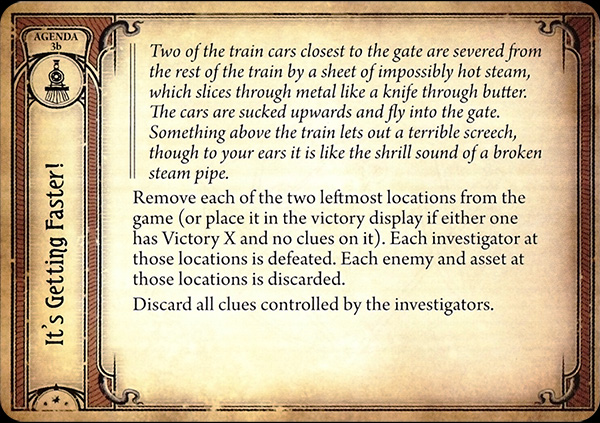 AGENDA
3b
It's Getting Faster!
Two of the train cars closest to the gate are severed from
the rest of the train by a sheet of impossibly hot steam,
which slices through metal like a knife through butter.
The cars are sucked upwards and fly into the gate.
Something above the train lets out a terrible screech,
though to your ears it is like the shrill sound of a broken
steam pipe.
Remove each of the two leftmost locations from the
game (or place it in the victory display if either one
has Victory X and no clues on it). Each investigator at
those locations is defeated. Each enemy and asset at
those locations is discarded.
Discard all clues controlled by the investigators.